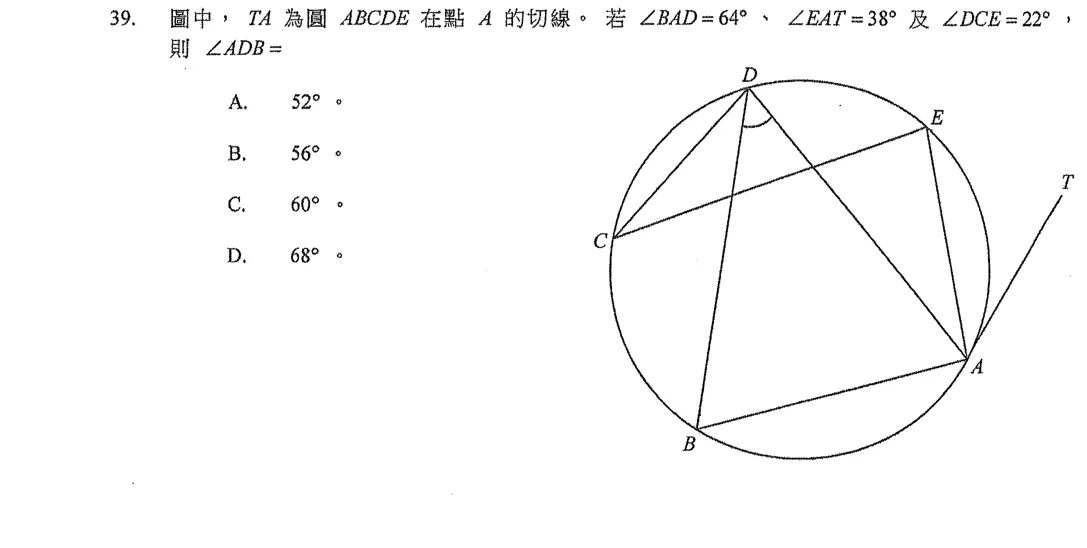 39. 圖中， TA 為圓 ABCDE 在點 A 的切線。 若 ∠BAD = 64° 、 ∠EAT = 38° 及 ∠DCE = 22° ，
則 ∠ADB =
A. 52° 。
B. 56° 。
C. 60° 。
D. 68° 。
D
E
T
C
A
B